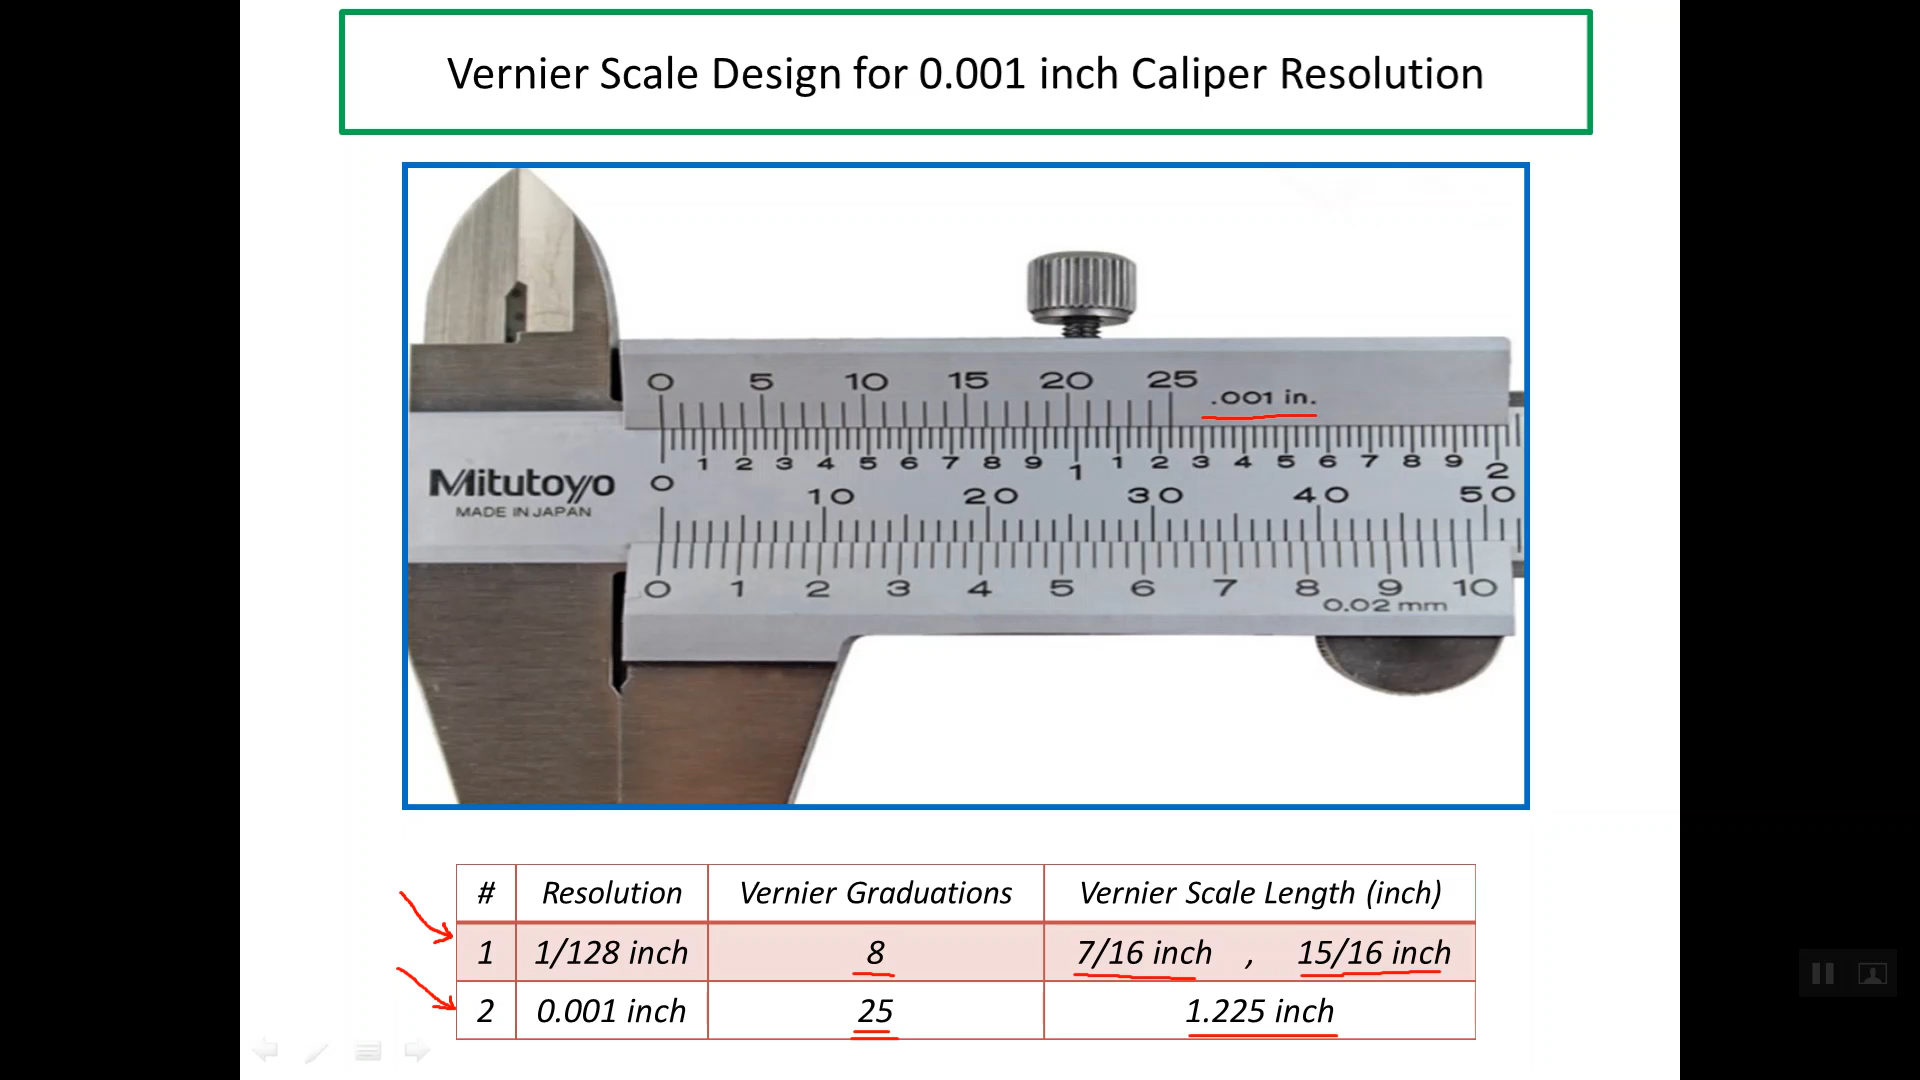 Vernier Scale Design for 0.001 inch Caliper Resolution
0 5 10 15 20 25
.001 in.
1 2 3 4 5 6 7 8 9 1 1 2 3 4 5 6 7 8 9 2
Mitutoyo
MADE IN JAPAN
0 10 20 30 40 50
0 1 2 3 4 5 6 7 8 9 10
0.02 mm
# Resolution Vernier Graduations Vernier Scale Length (inch)
1 1/128 inch 8 7/16 inch , 15/16 inch
2 0.001 inch 25 1.225 inch